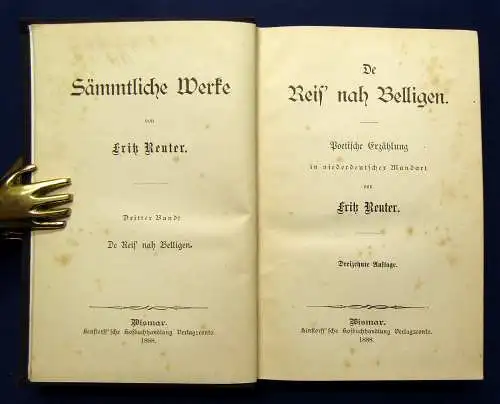 Sämmtliche Werke
von
Fritz Reuter.
Dritter Band:
De Reis' nah Belligen.
Wismar.
Hinstorff'sche Hofbuchhandlung Verlagsconto.
1888.
De
Reis' nah Belligen.
Poetische Erzählung
in niederdeutscher Mundart
von
Fritz Reuter.
Dreizehnte Auflage.
Wismar.
Hinstorff'sche Hofbuchhandlung Verlagsconto.
1888.